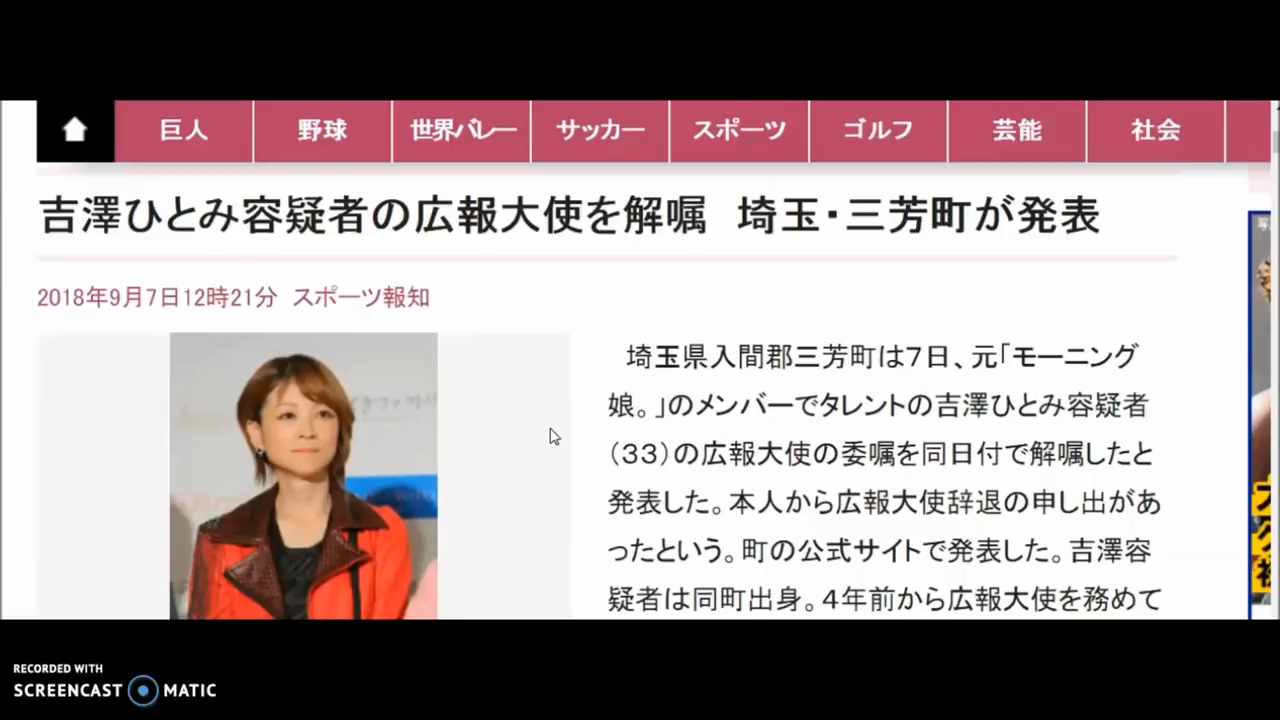 巨人
野球
世界バレー
サッカー
スポーツ
ゴルフ
芸能
社会
吉澤ひとみ容疑者の広報大使を解嘱 埼玉・三芳町が発表
2018年9月7日12時21分 スポーツ報知
埼玉県入間郡三芳町は7日、元「モーニング
娘。」のメンバーでタレントの吉澤ひとみ容疑者
(33)の広報大使の委嘱を同日付で解嘱したと
発表した。本人から広報大使辞退の申し出があ
ったという。町の公式サイトで発表した。吉澤容
疑者は同町出身。4年前から広報大使を務めて
RECORDED WITH
SCREENCAST MATIC